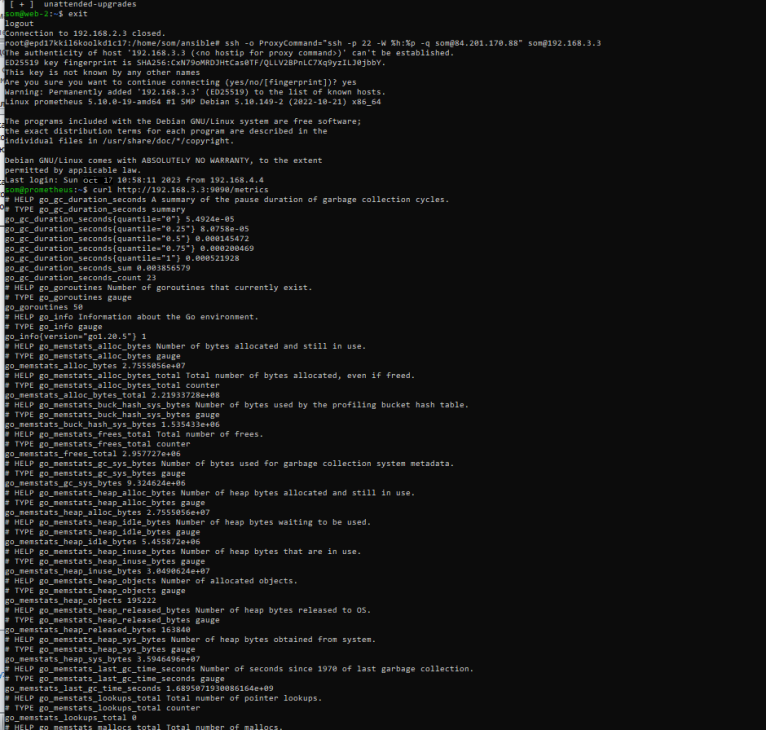 [ + ]  unattended-upgrades
som@web-2:~$ exit
logout
Connection to 192.168.2.3 closed.
root@epd17kkil6koolkd1c17:/home/som/ansible# ssh -o ProxyCommand="ssh -p 22 -W %h:%p -q som@84.201.170.88" som@192.168.3.3
The authenticity of host '192.168.3.3 (<no hostip for proxy command>)' can't be established.
ED25519 key fingerprint is SHA256:CxN79oMRDJHtCas0TF/QLLV2BPnLC7Xq9yzILJ0jbbY.
This key is not known by any other names
Are you sure you want to continue connecting (yes/no/[fingerprint])? yes
Warning: Permanently added '192.168.3.3' (ED25519) to the list of known hosts.
Linux prometheus 5.10.0-19-amd64 #1 SMP Debian 5.10.149-2 (2022-10-21) x86_64
The programs included with the Debian GNU/Linux system are free software;
the exact distribution terms for each program are described in the
individual files in /usr/share/doc/*/copyright.
Debian GNU/Linux comes with ABSOLUTELY NO WARRANTY, to the extent
permitted by applicable law.
Last login: Sun oct 17 10:58:11 2023 from 192.168.4.4
som@prometheus:~$ curl http://192.168.3.3:9090/metrics
# HELP go_gc_duration_seconds A summary of the pause duration of garbage collection cycles.
# TYPE go_gc_duration_seconds summary
go_gc_duration_seconds{quantile="0"} 5.4924e-05
go_gc_duration_seconds{quantile="0.25"} 8.0758e-05
go_gc_duration_seconds{quantile="0.5"} 0.000145472
go_gc_duration_seconds{quantile="0.75"} 0.000200469
go_gc_duration_seconds{quantile="1"} 0.000521928
go_gc_duration_seconds_sum 0.003856579
go_gc_duration_seconds_count 23
# HELP go_goroutines Number of goroutines that currently exist.
# TYPE go_goroutines gauge
go_goroutines 50
# HELP go_info Information about the Go environment.
# TYPE go_info gauge
go_info{version="go1.20.5"} 1
# HELP go_memstats_alloc_bytes Number of bytes allocated and still in use.
# TYPE go_memstats_alloc_bytes gauge
go_memstats_alloc_bytes 2.7555056e+07
# HELP go_memstats_alloc_bytes_total Total number of bytes allocated, even if freed.
# TYPE go_memstats_alloc_bytes_total counter
go_memstats_alloc_bytes_total 2.21933728e+08
# HELP go_memstats_buck_hash_sys_bytes Number of bytes used by the profiling bucket hash table.
# TYPE go_memstats_buck_hash_sys_bytes gauge
go_memstats_buck_hash_sys_bytes 1.535433e+06
# HELP go_memstats_frees_total Total number of frees.
# TYPE go_memstats_frees_total counter
go_memstats_frees_total 2.957727e+06
# HELP go_memstats_gc_sys_bytes Number of bytes used for garbage collection system metadata.
# TYPE go_memstats_gc_sys_bytes gauge
go_memstats_gc_sys_bytes 9.324624e+06
# HELP go_memstats_heap_alloc_bytes Number of heap bytes allocated and still in use.
# TYPE go_memstats_heap_alloc_bytes gauge
go_memstats_heap_alloc_bytes 2.7555056e+07
# HELP go_memstats_heap_idle_bytes Number of heap bytes waiting to be used.
# TYPE go_memstats_heap_idle_bytes gauge
go_memstats_heap_idle_bytes 5.455872e+06
# HELP go_memstats_heap_inuse_bytes Number of heap bytes that are in use.
# TYPE go_memstats_heap_inuse_bytes gauge
go_memstats_heap_inuse_bytes 3.0490624e+07
# HELP go_memstats_heap_objects Number of allocated objects.
# TYPE go_memstats_heap_objects gauge
go_memstats_heap_objects 195222
# HELP go_memstats_heap_released_bytes Number of heap bytes released to OS.
# TYPE go_memstats_heap_released_bytes gauge
go_memstats_heap_released_bytes 163840
# HELP go_memstats_heap_sys_bytes Number of heap bytes obtained from system.
# TYPE go_memstats_heap_sys_bytes gauge
go_memstats_heap_sys_bytes 3.5946496e+07
# HELP go_memstats_last_gc_time_seconds Number of seconds since 1970 of last garbage collection.
# TYPE go_memstats_last_gc_time_seconds gauge
go_memstats_last_gc_time_seconds 1.6895071930086164e+09
# HELP go_memstats_lookups_total Total number of pointer lookups.
# TYPE go_memstats_lookups_total counter
go_memstats_lookups_total 0
# HELP go_memstats_mallocs_total Total number of mallocs.